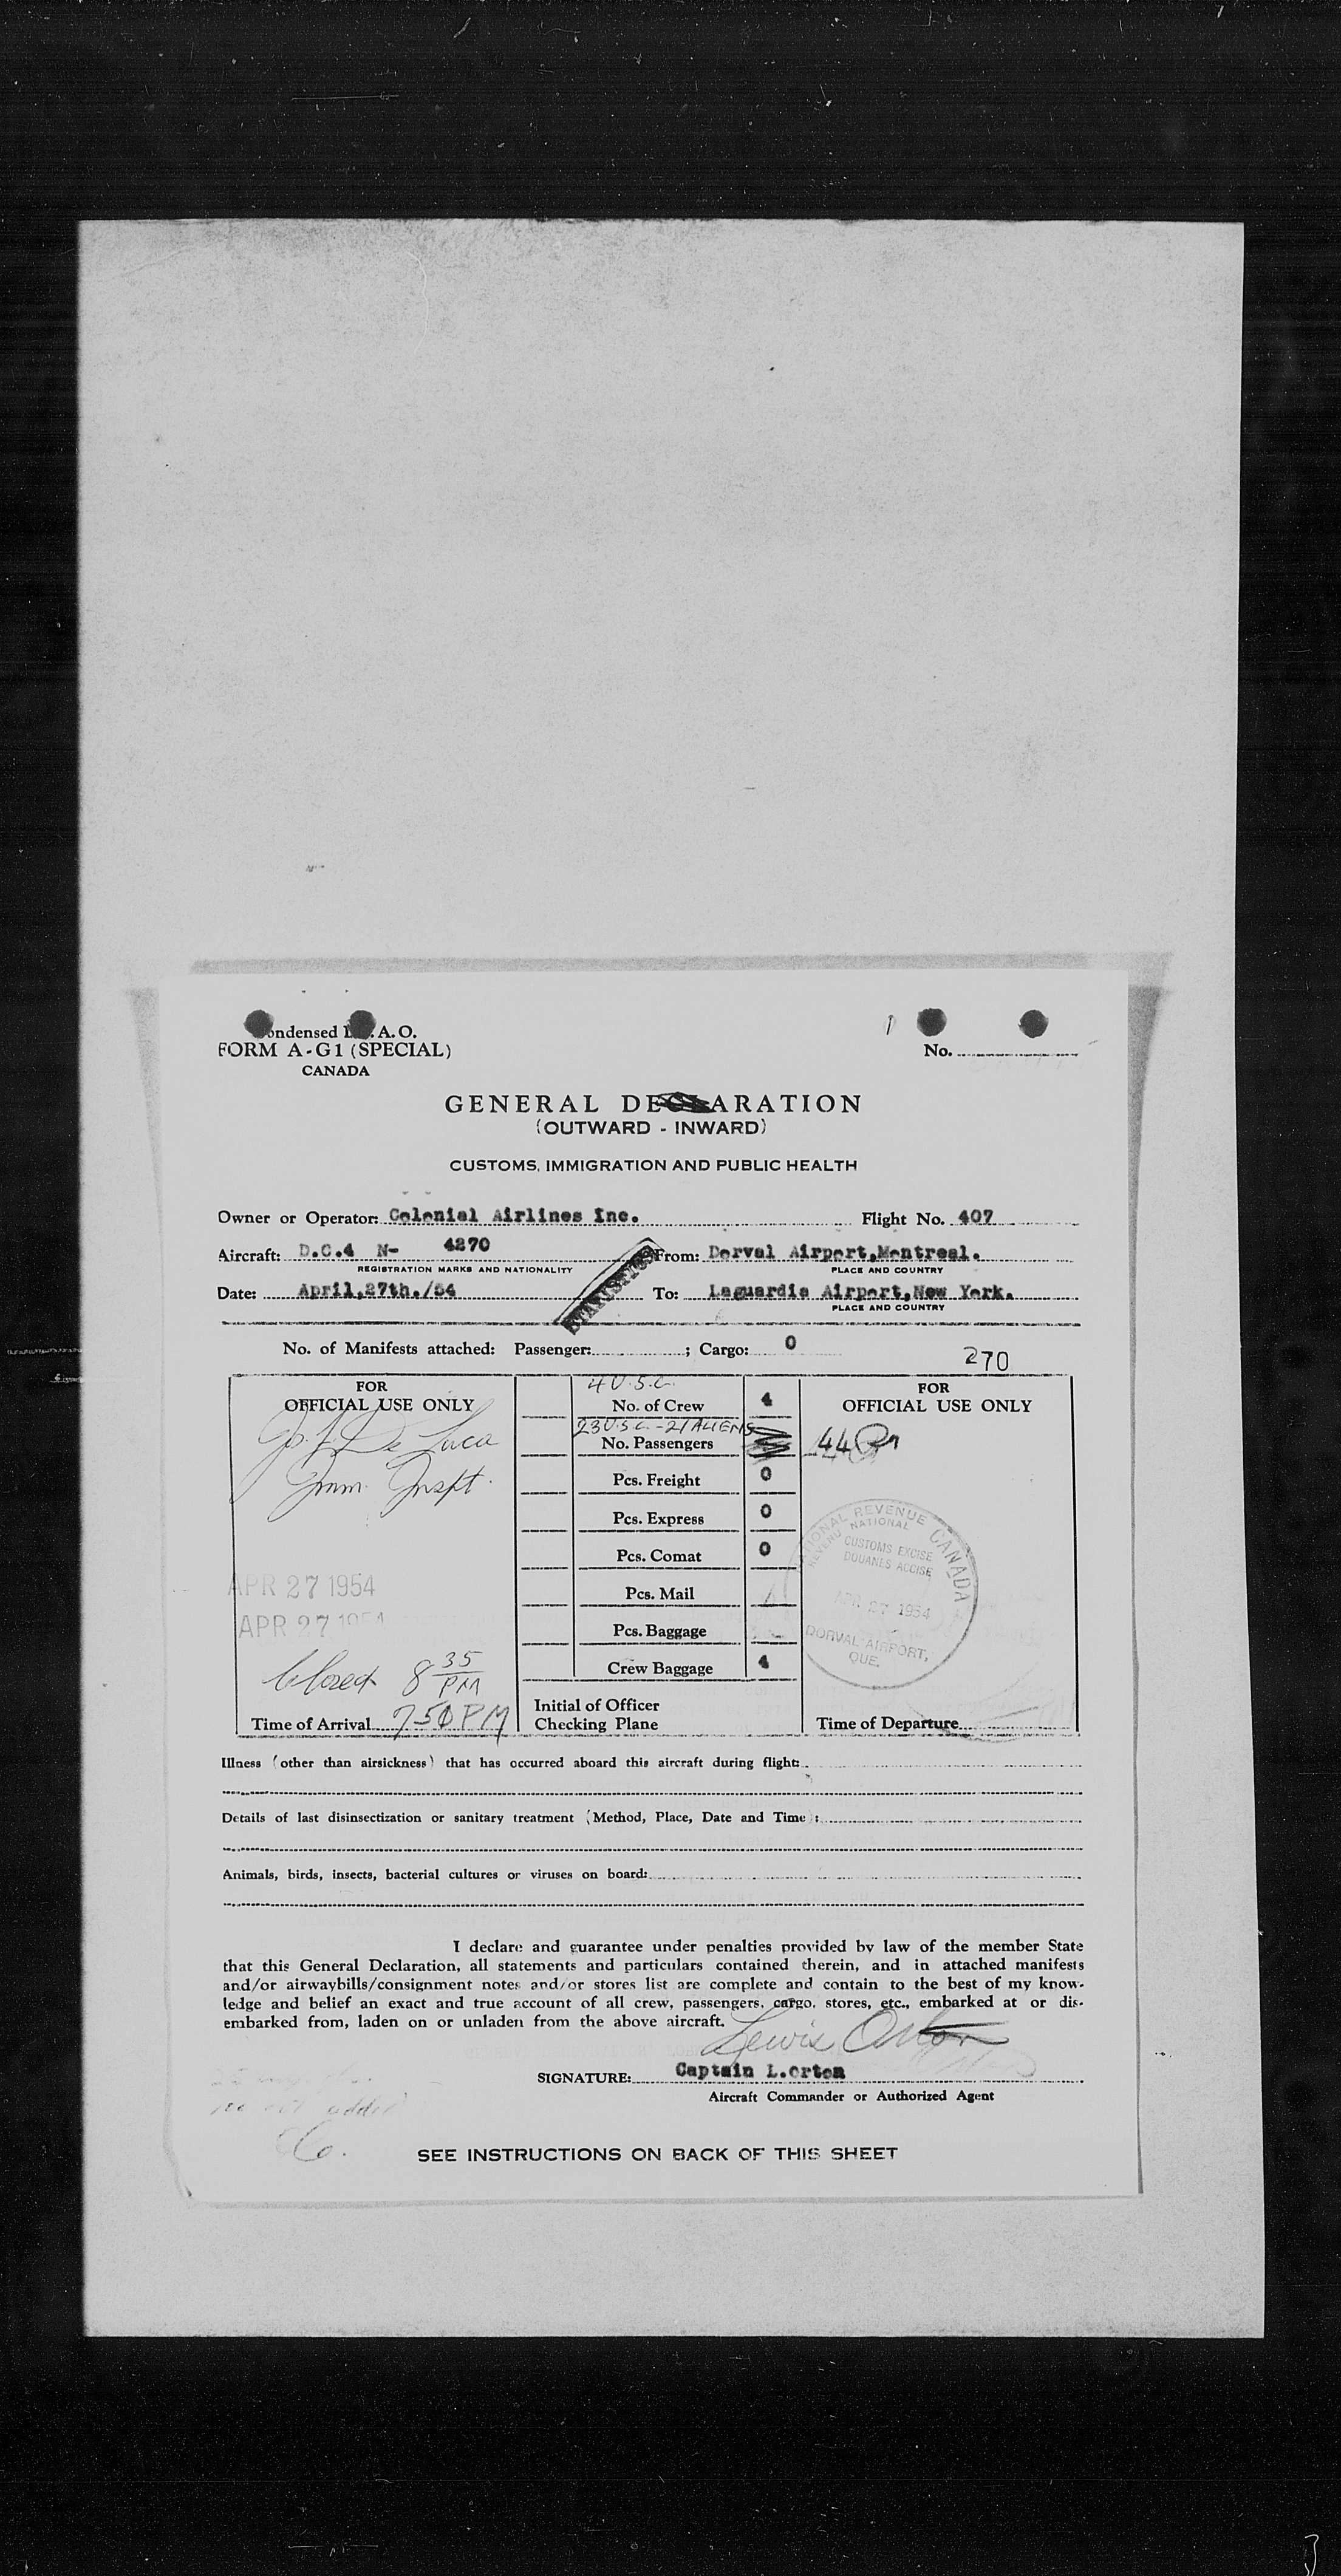 ondensed I. A. O.
FORM A-G1 (SPECIAL)
CANADA
1
No.
GENERAL DECLARATION
(OUTWARD - INWARD)
CUSTOMS, IMMIGRATION AND PUBLIC HEALTH
Owner or Operator: Colonial Airlines Inc. Flight No. 407
Aircraft: D.C.4 N- 4270 From: Dorval Airport,Montreal.
REGISTRATION MARKS AND NATIONALITY PLACE AND COUNTRY
Date: April,27th./54 To: Laguardia Airport,New York.
PLACE AND COUNTRY
STATISTICS
No. of Manifests attached: Passenger: ; Cargo: 0
270
FOR
OFFICIAL USE ONLY
De Luca
Imm. Inspt.
APR 27 1954
APR 27 1954
Closed 8 35 PM
Time of Arrival 750 PM
4 U.S.C.
No. of Crew 4
23 U.S.C. - 21 ALIENS
No. Passengers
Pcs. Freight 0
Pcs. Express 0
Pcs. Comat 0
Pcs. Mail
Pcs. Baggage
Crew Baggage 4
Initial of Officer
Checking Plane
FOR
OFFICIAL USE ONLY
44
NATIONAL REVENUE CANADA
REVENU NATIONAL
CUSTOMS EXCISE
DOUANES ACCISE
APR 27 1954
DORVAL AIRPORT,
QUE.
Time of Departure
Illness (other than airsickness) that has occurred aboard this aircraft during flight:
Details of last disinsectization or sanitary treatment (Method, Place, Date and Time):
Animals, birds, insects, bacterial cultures or viruses on board:
I declare and guarantee under penalties provided by law of the member State
that this General Declaration, all statements and particulars contained therein, and in attached manifests
and/or airwaybills/consignment notes and/or stores list are complete and contain to the best of my know-
ledge and belief an exact and true account of all crew, passengers, cargo, stores, etc., embarked at or dis-
embarked from, laden on or unladen from the above aircraft.
Lewis Orton
SIGNATURE: Captain L.orton
Aircraft Commander or Authorized Agent
SEE INSTRUCTIONS ON BACK OF THIS SHEET